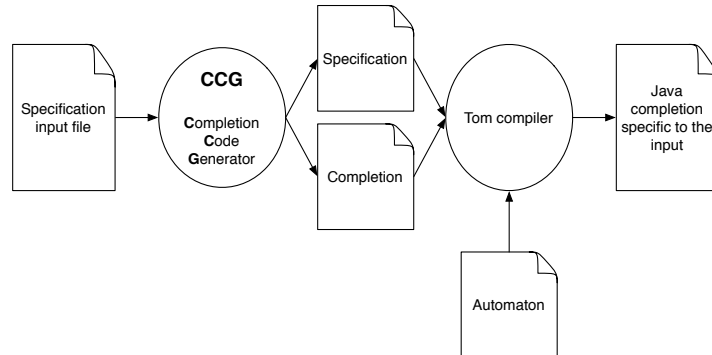 Specification
input file
CCG
Completion
Code
Generator
Specification
Completion
Tom compiler
Java
completion
specific to the
input
Automaton